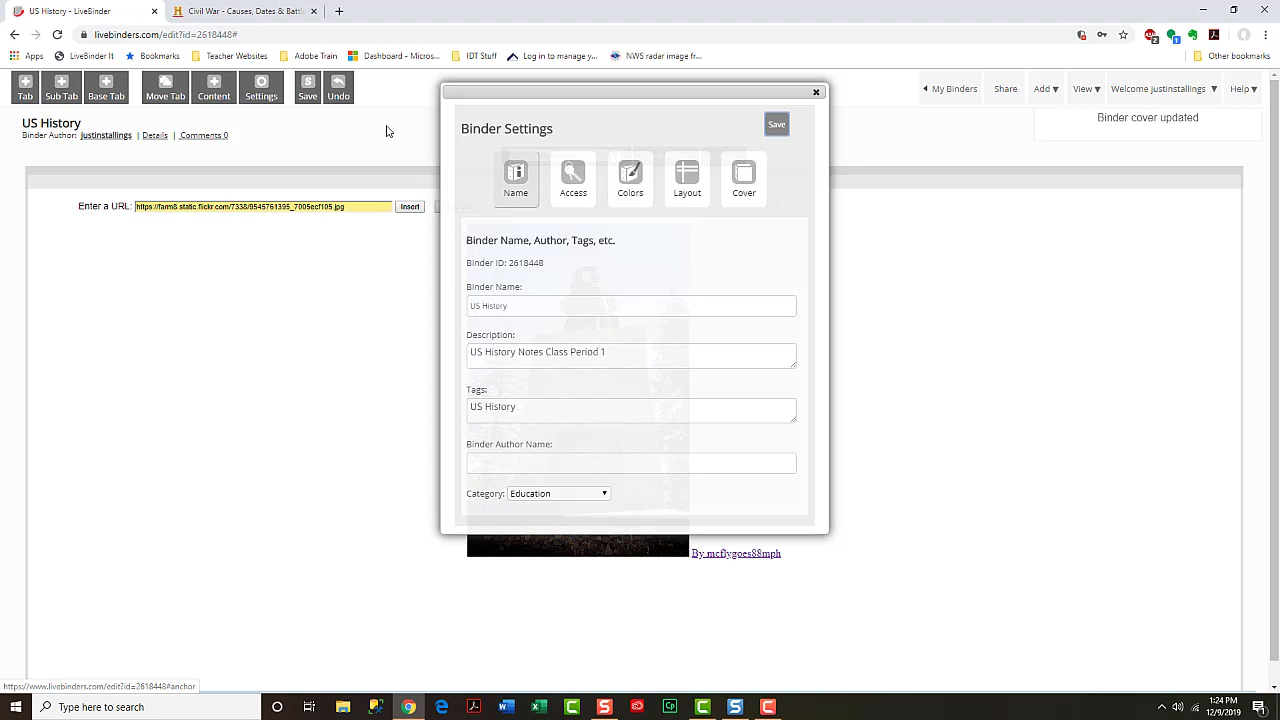 US History - LiveBinder
Civil War - Causes, Dates & Battl
livebinders.com/edit?id=2618448#
Apps
LiveBinder It
Bookmarks
Teacher Websites
Adobe Train
Dashboard - Micros...
IDT Stuff
Log in to manage y...
NWS radar image fr...
Other bookmarks
Tab
Sub Tab
Base Tab
Move Tab
Content
Settings
Save
Undo
My Binders
Share
Add ▾
View ▾
Welcome justinstallings ▾
Help ▾
Binder cover updated
US History
Binder Author: justinstallings | Details | Comments 0
Enter a URL: https://farm8.static.flickr.com/7338/9545761395_7005ecf105.jpg Insert
Binder Settings
Save
Name
Access
Colors
Layout
Cover
Binder Name, Author, Tags, etc.
Binder ID: 2618448
Binder Name:
US History
Description:
US History Notes Class Period 1
Tags:
US History
Binder Author Name:
Category: Education
By mcflygoes88mph
https://www.livebinders.com/edit?id=2618448#anchor
Type here to search
1:24 PM
12/9/2019